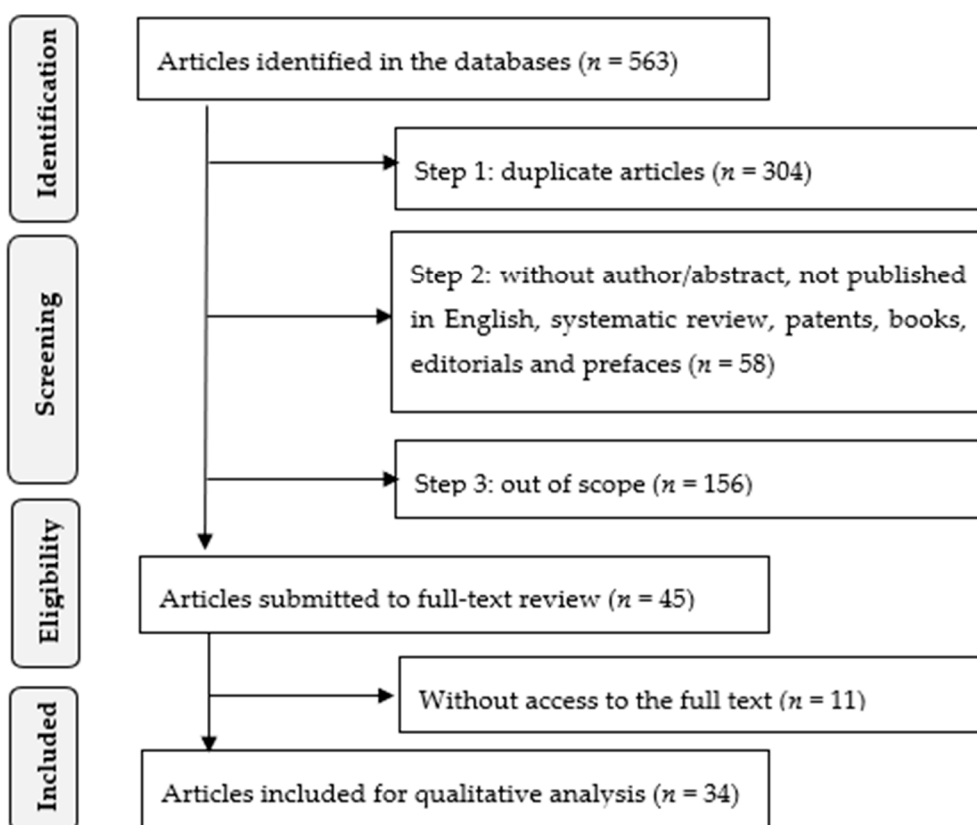 Identification
Articles identified in the databases (n = 563)
Step 1: duplicate articles (n = 304)
Screening
Step 2: without author/abstract, not published
in English, systematic review, patents, books,
editorials and prefaces (n = 58)
Step 3: out of scope (n = 156)
Eligibility
Articles submitted to full-text review (n = 45)
Without access to the full text (n = 11)
Included
Articles included for qualitative analysis (n = 34)